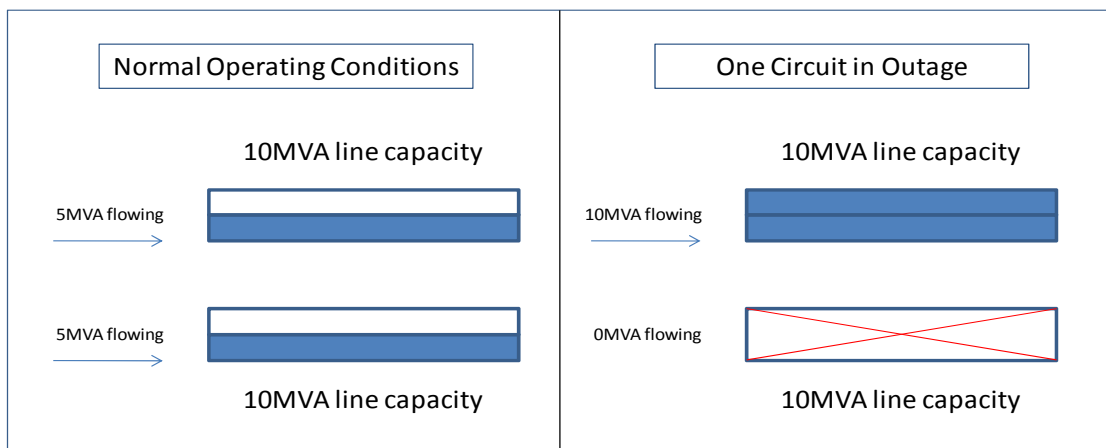 Normal Operating Conditions
10MVA line capacity
5MVA flowing
5MVA flowing
10MVA line capacity
One Circuit in Outage
10MVA line capacity
10MVA flowing
0MVA flowing
10MVA line capacity